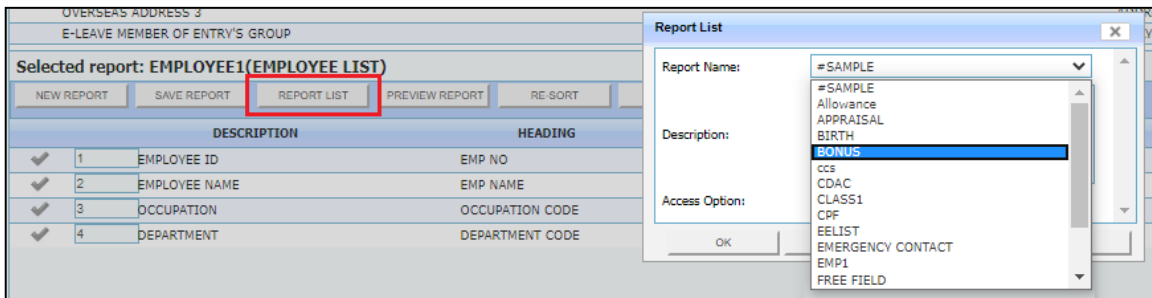 OVERSEAS ADDRESS 3
E-LEAVE MEMBER OF ENTRY'S GROUP
Selected report: EMPLOYEE1(EMPLOYEE LIST)
NEW REPORT SAVE REPORT REPORT LIST PREVIEW REPORT RE-SORT
DESCRIPTION HEADING
1 EMPLOYEE ID EMP NO
2 EMPLOYEE NAME EMP NAME
3 OCCUPATION OCCUPATION CODE
4 DEPARTMENT DEPARTMENT CODE
Report List
Report Name: #SAMPLE
#SAMPLE
Allowance
APPRAISAL
BIRTH
BONUS
ccs
CDAC
CLASS1
CPF
EELIST
EMERGENCY CONTACT
EMP1
FREE FIELD
Description:
Access Option:
OK